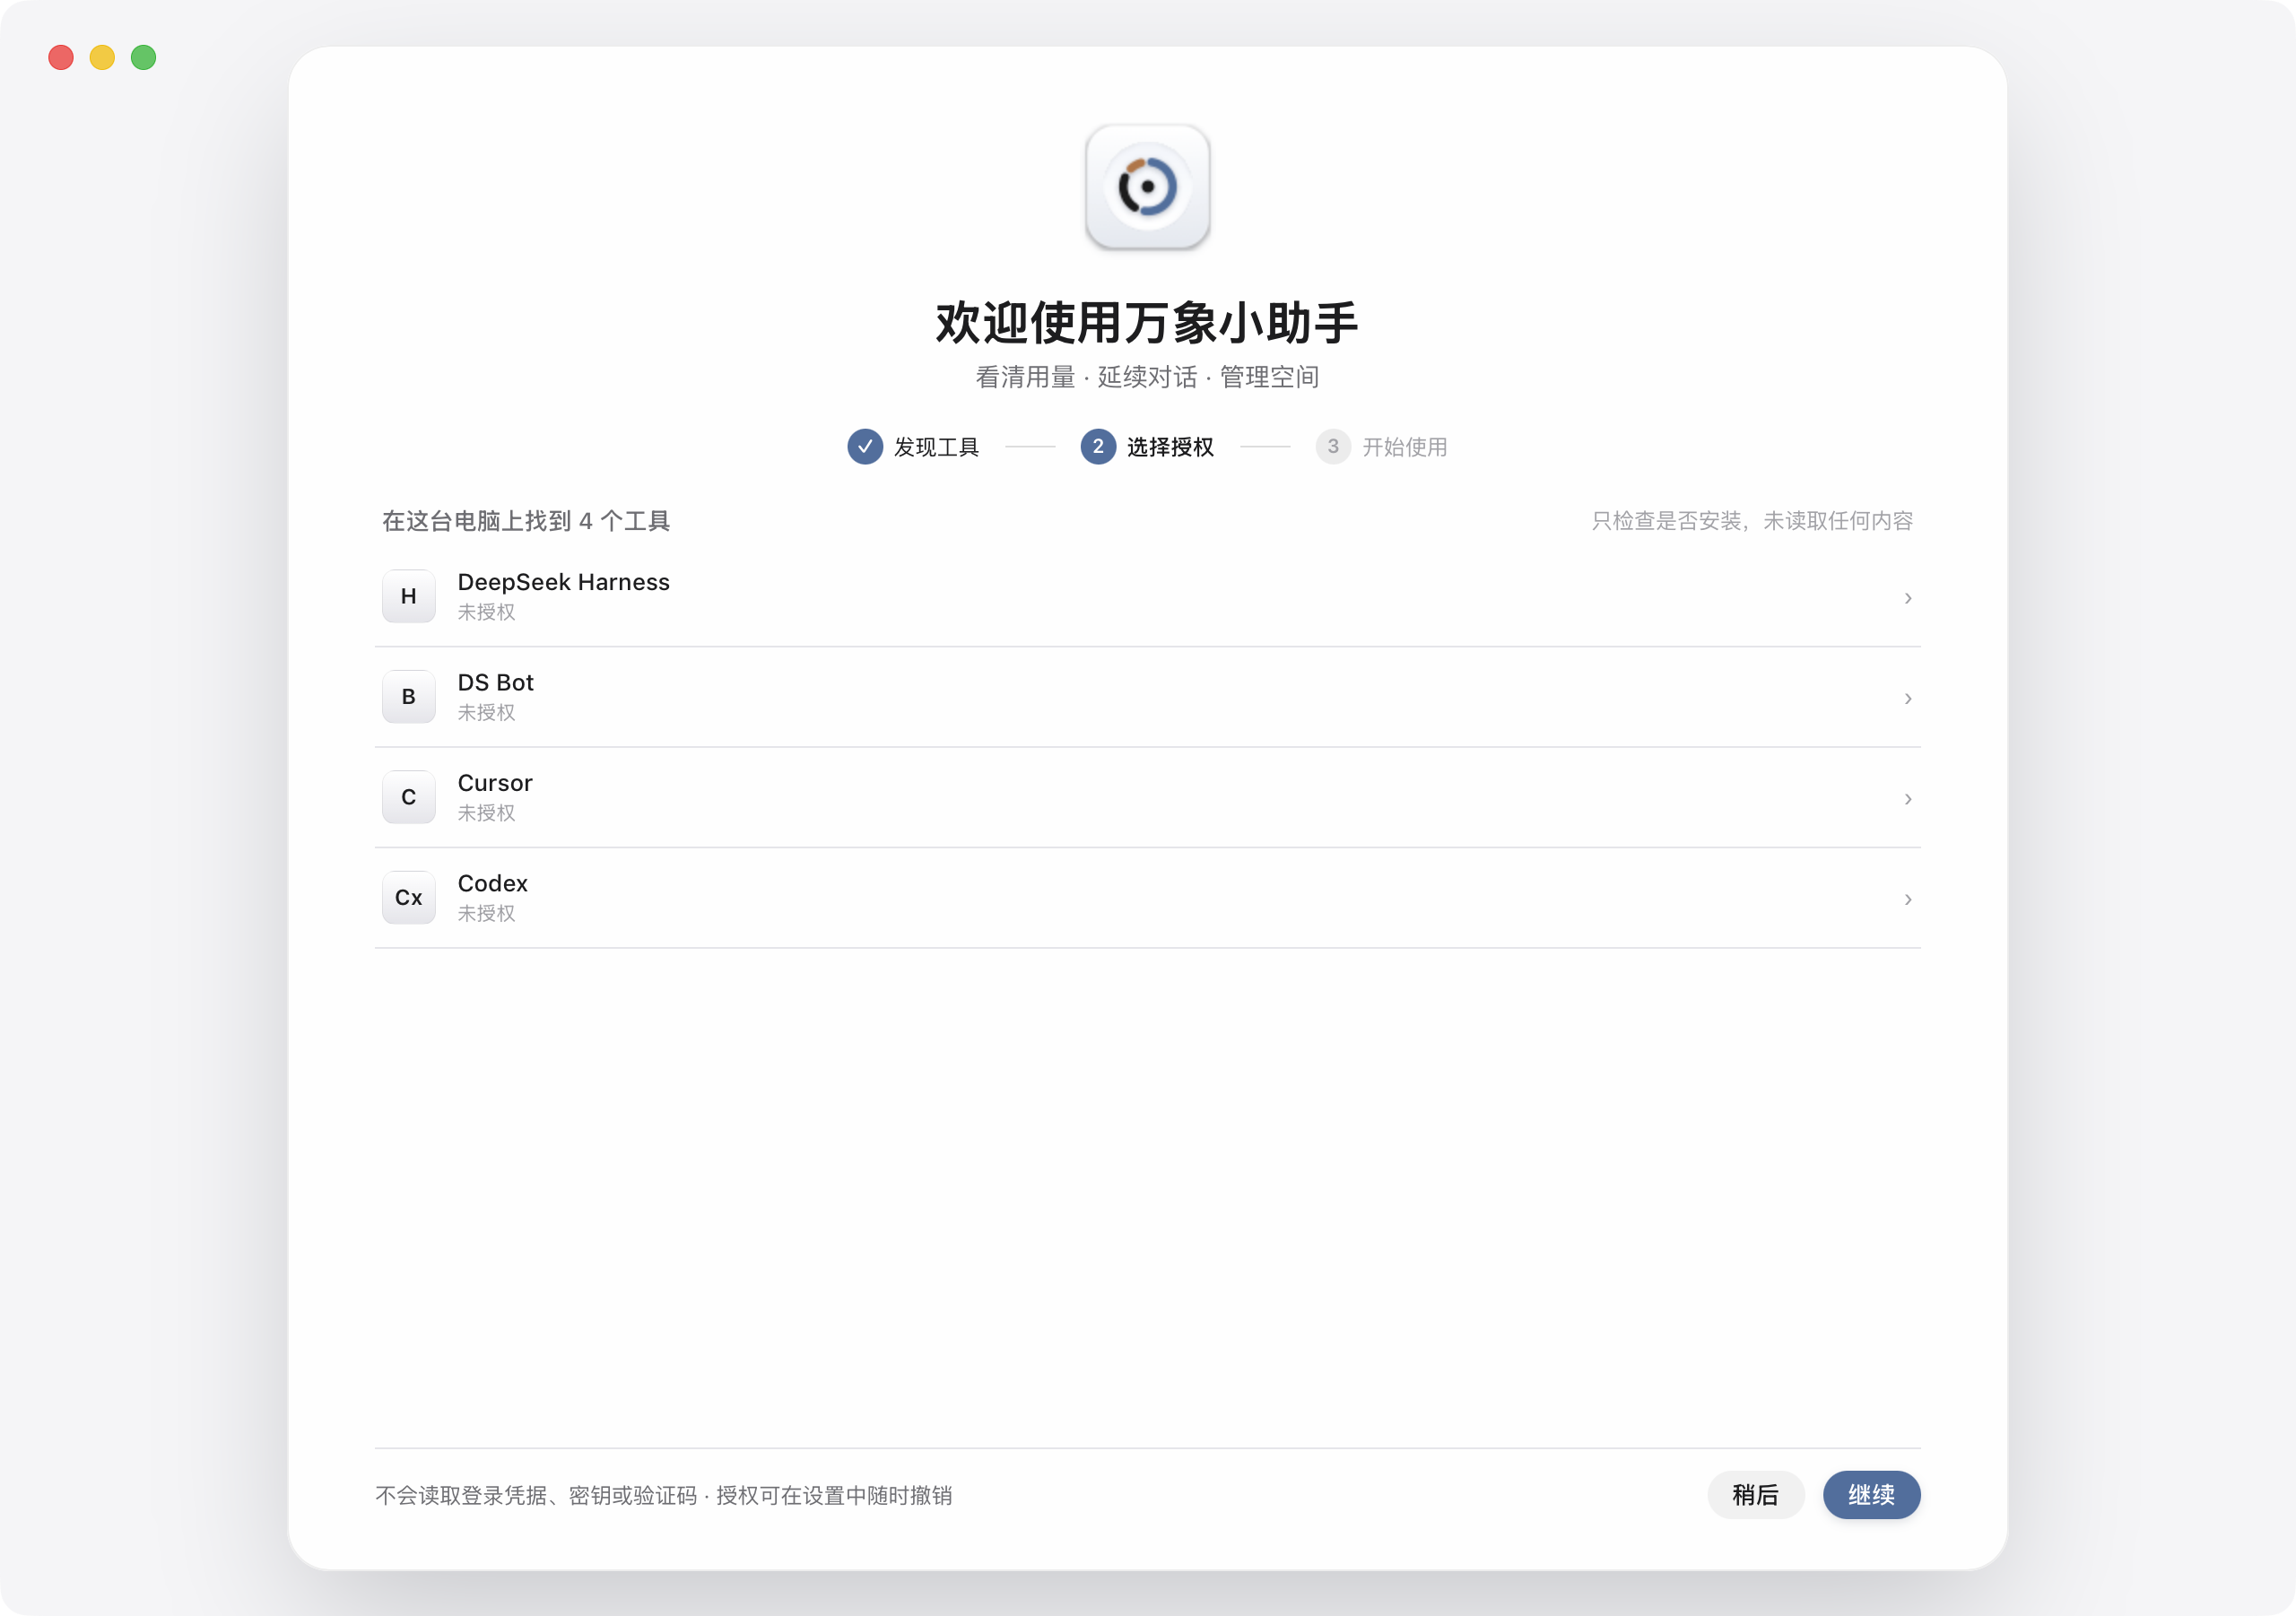 欢迎使用万象小助手
看清用量 · 延续对话 · 管理空间
发现工具 2 选择授权 3 开始使用
在这台电脑上找到 4 个工具 只检查是否安装，未读取任何内容
H DeepSeek Harness
未授权
B DS Bot
未授权
C Cursor
未授权
Cx Codex
未授权
不会读取登录凭据、密钥或验证码 · 授权可在设置中随时撤销 稍后 继续